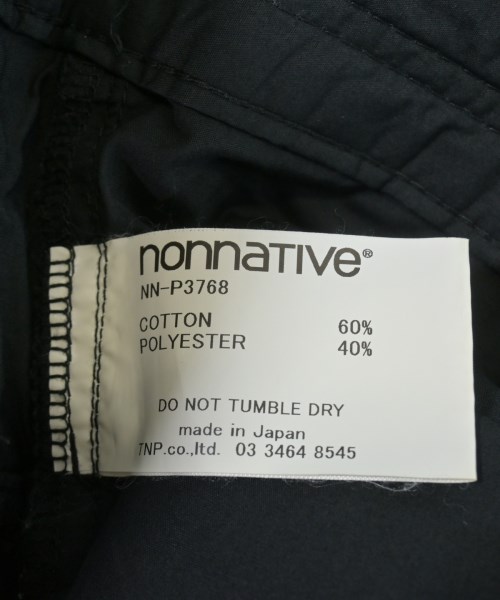 nonnative®
NN-P3768
COTTON 60%
POLYESTER 40%
DO NOT TUMBLE DRY
made in Japan
TNP.co.,ltd. 03 3464 8545